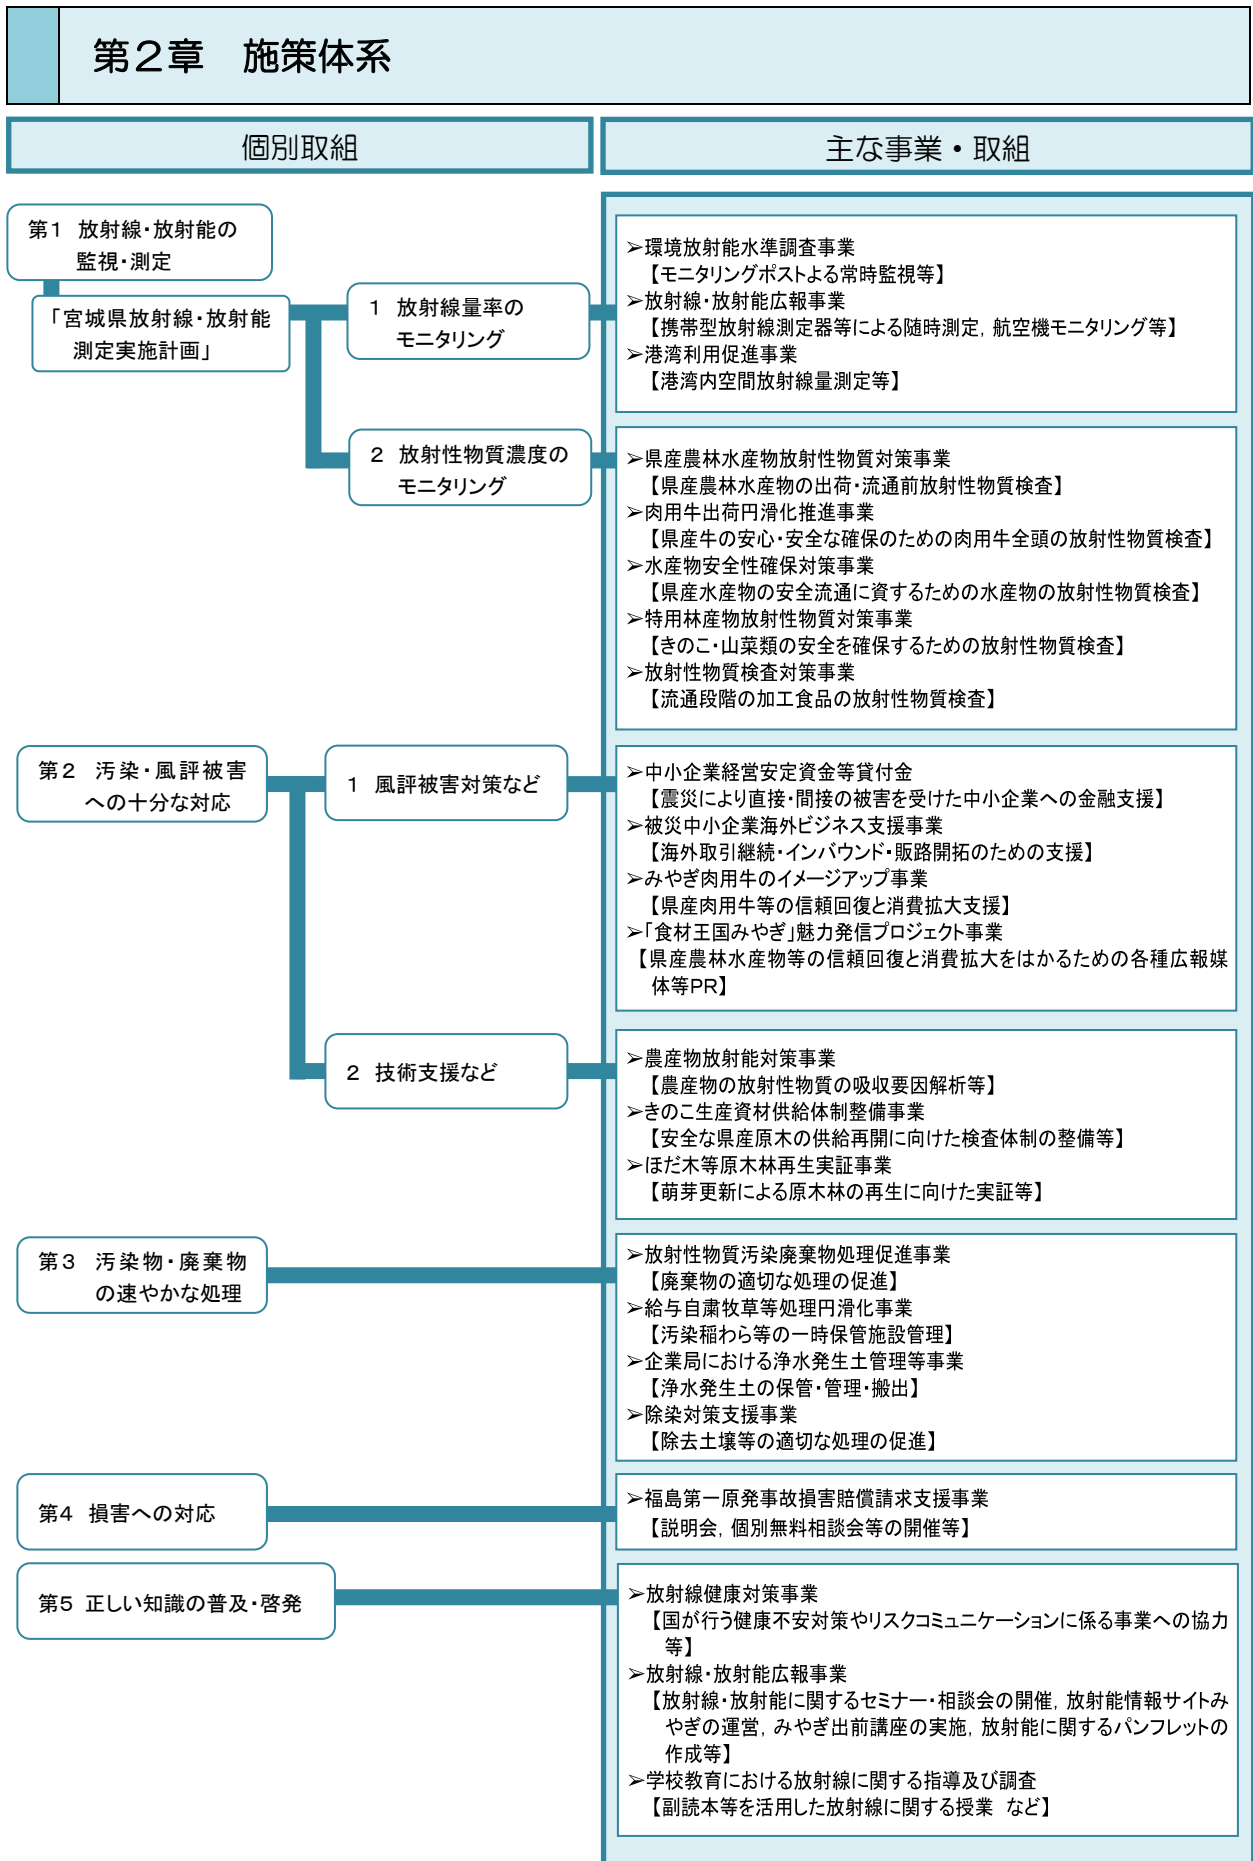 第２章　施策体系
個別取組
主な事業・取組
第１　放射線・放射能の
監視・測定
「宮城県放射線・放射能
測定実施計画」
１　放射線量率の
モニタリング
➢環境放射能水準調査事業
【モニタリングポストよる常時監視等】
➢放射線・放射能広報事業
【携帯型放射線測定器等による随時測定，航空機モニタリング等】
➢港湾利用促進事業
【港湾内空間放射線量測定等】
２　放射性物質濃度の
モニタリング
➢県産農林水産物放射性物質対策事業
【県産農林水産物の出荷・流通前放射性物質検査】
➢肉用牛出荷円滑化推進事業
【県産牛の安心・安全な確保のための肉用牛全頭の放射性物質検査】
➢水産物安全性確保対策事業
【県産水産物の安全流通に資するための水産物の放射性物質検査】
➢特用林産物放射性物質対策事業
【きのこ・山菜類の安全を確保するための放射性物質検査】
➢放射性物質検査対策事業
【流通段階の加工食品の放射性物質検査】
第２　汚染・風評被害
への十分な対応
１　風評被害対策など
➢中小企業経営安定資金等貸付金
【震災により直接・間接の被害を受けた中小企業への金融支援】
➢被災中小企業海外ビジネス支援事業
【海外取引継続・インバウンド・販路開拓のための支援】
➢みやぎ肉用牛のイメージアップ事業
【県産肉用牛等の信頼回復と消費拡大支援】
➢「食材王国みやぎ」魅力発信プロジェクト事業
【県産農林水産物等の信頼回復と消費拡大をはかるための各種広報媒
体等ＰＲ】
２　技術支援など
➢農産物放射能対策事業
【農産物の放射性物質の吸収要因解析等】
➢きのこ生産資材供給体制整備事業
【安全な県産原木の供給再開に向けた検査体制の整備等】
➢ほだ木等原木林再生実証事業
【萌芽更新による原木林の再生に向けた実証等】
第３　汚染物・廃棄物
の速やかな処理
➢放射性物質汚染廃棄物処理促進事業
【廃棄物の適切な処理の促進】
➢給与自粛牧草等処理円滑化事業
【汚染稲わら等の一時保管施設管理】
➢企業局における浄水発生土管理等事業
【浄水発生土の保管・管理・搬出】
➢除染対策支援事業
【除去土壌等の適切な処理の促進】
第４　損害への対応
➢福島第一原発事故損害賠償請求支援事業
【説明会，個別無料相談会等の開催等】
第５　正しい知識の普及・啓発
➢放射線健康対策事業
【国が行う健康不安対策やリスクコミュニケーションに係る事業への協力
等】
➢放射線・放射能広報事業
【放射線・放射能に関するセミナー・相談会の開催，放射能情報サイトみ
やぎの運営，みやぎ出前講座の実施，放射能に関するパンフレットの
作成等】
➢学校教育における放射線に関する指導及び調査
【副読本等を活用した放射線に関する授業　など】